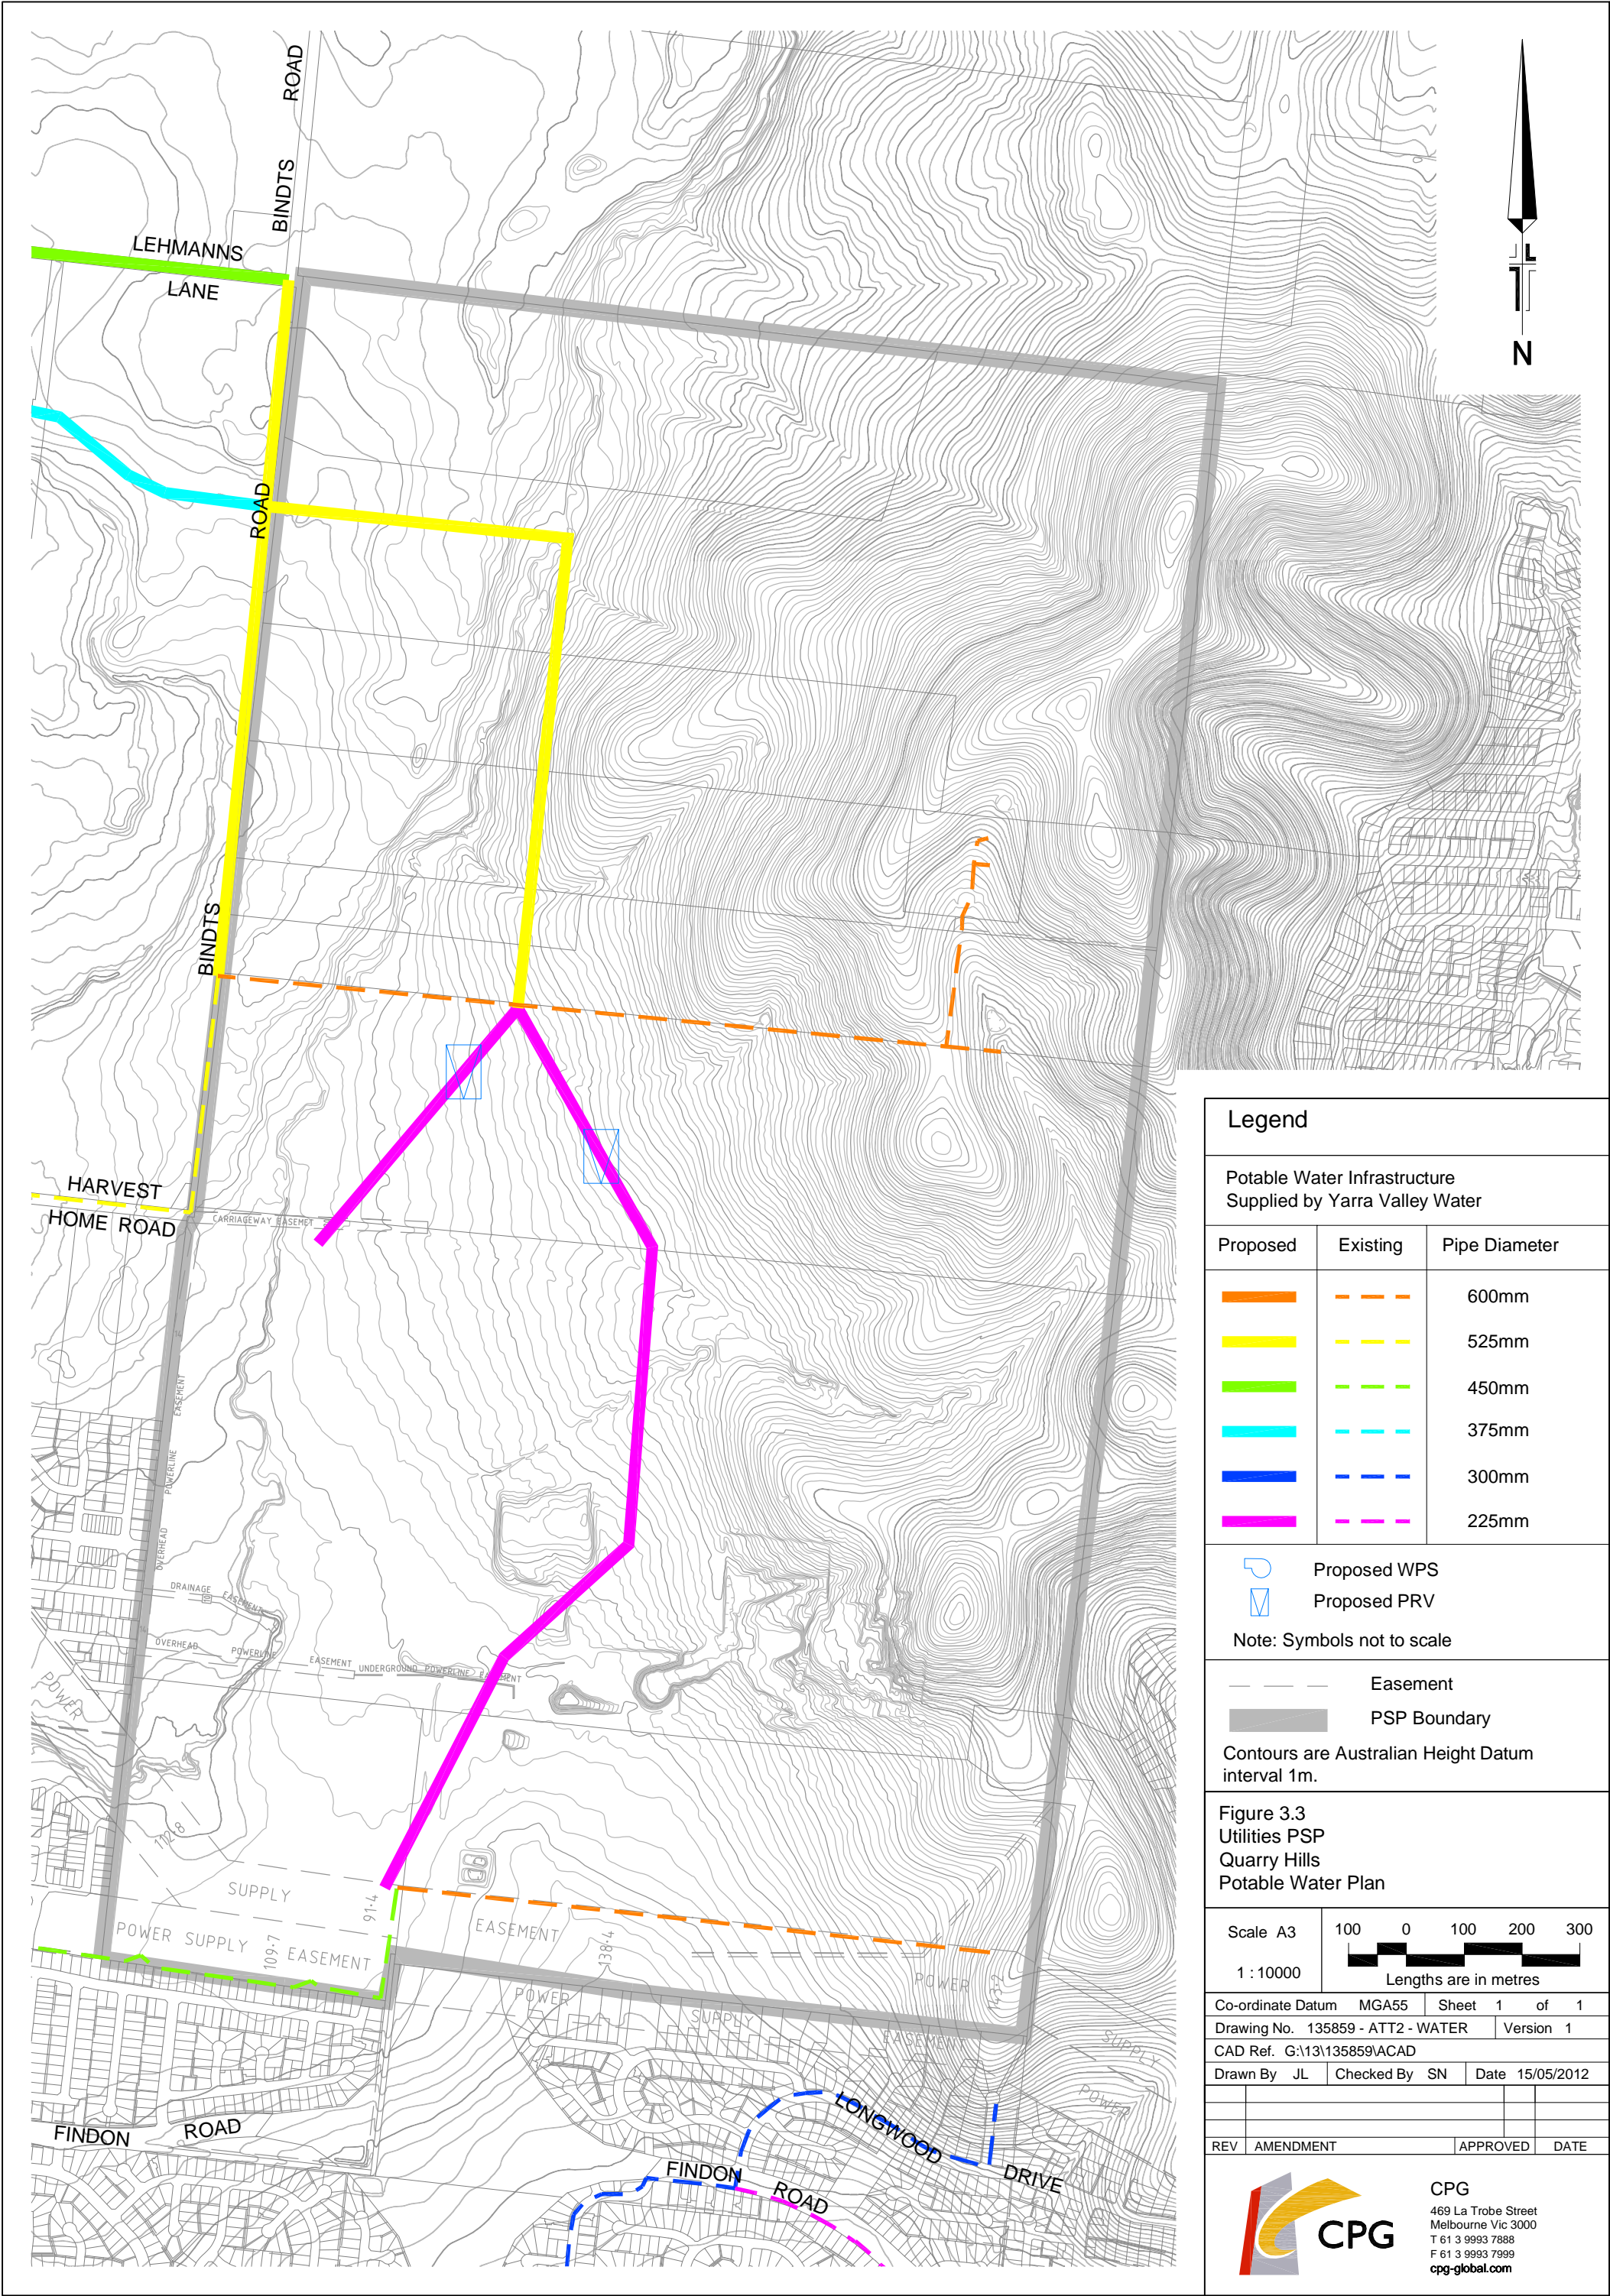 ROAD
BINDTS
LEHMANNS
LANE
N
ROAD
BINDTS
HARVEST
HOME ROAD
CARRIAGEWAY EASEMET
EASEMENT
POWERLINE
OVERHEAD
DRAINAGE EASEMENT
OVERHEAD POWERLINE EASEMENT UNDERGROUND POWERLINE EASEMENT
POWER
112.8
SUPPLY
91.4
POWER SUPPLY EASEMENT
109.7
EASEMENT
138.4
POWER
POWER
SUPPLY
EASEMENT
SUPPLY
POWER
LONGWOOD
DRIVE
FINDON ROAD
FINDON
ROAD
Legend
Potable Water Infrastructure
Supplied by Yarra Valley Water
Proposed Existing Pipe Diameter
600mm
525mm
450mm
375mm
300mm
225mm
Proposed WPS
Proposed PRV
Note: Symbols not to scale
Easement
PSP Boundary
Contours are Australian Height Datum
interval 1m.
Figure 3.3
Utilities PSP
Quarry Hills
Potable Water Plan
Scale A3
1 : 10000
100 0 100 200 300
Lengths are in metres
Co-ordinate Datum MGA55 Sheet 1 of 1
Drawing No. 135859 - ATT2 - WATER Version 1
CAD Ref. G:\13\135859\ACAD
Drawn By JL Checked By SN Date 15/05/2012
REV AMENDMENT APPROVED DATE
CPG
CPG
469 La Trobe Street
Melbourne Vic 3000
T 61 3 9993 7888
F 61 3 9993 7999
cpg-global.com